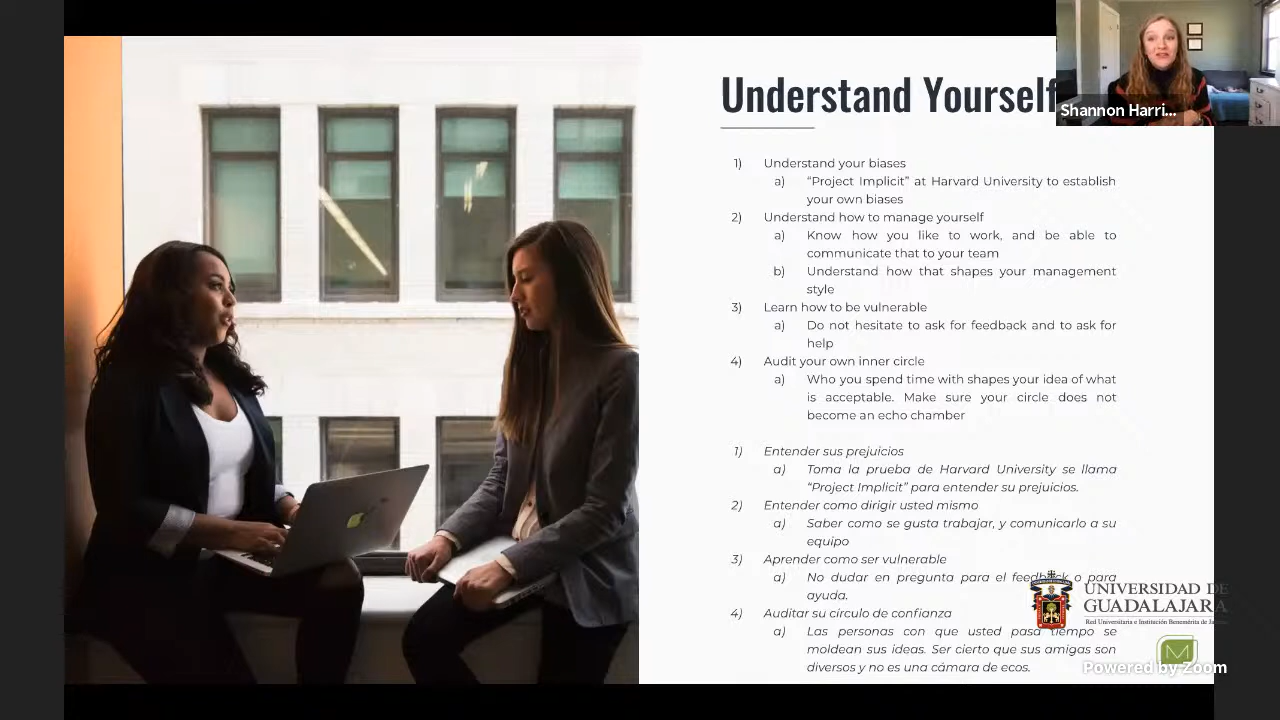 Understand Yourself
Shannon Harri...
1) Understand your biases
a) “Project Implicit” at Harvard University to establish
your own biases
2) Understand how to manage yourself
a) Know how you like to work, and be able to
communicate that to your team
b) Understand how that shapes your management
style
3) Learn how to be vulnerable
a) Do not hesitate to ask for feedback and to ask for
help
4) Audit your own inner circle
a) Who you spend time with shapes your idea of what
is acceptable. Make sure your circle does not
become an echo chamber
1) Entender sus prejuicios
a) Toma la prueba de Harvard University se llama
“Project Implicit” para entender su prejuicios.
2) Entender como dirigir usted mismo
a) Saber como se gusta trabajar, y comunicarlo a su
equipo
3) Aprender como ser vulnerable
a) No dudar en pregunta para el feedback o para
ayuda.
4) Auditar su círculo de confianza
a) Las personas con que usted pasa tiempo se
moldean sus ideas. Ser cierto que sus amigas son
diversos y no es una cámara de ecos.
UNIVERSIDAD DE
GUADALAJARA
Red Universitaria e Institución Benemérita de
Powered by Zoom